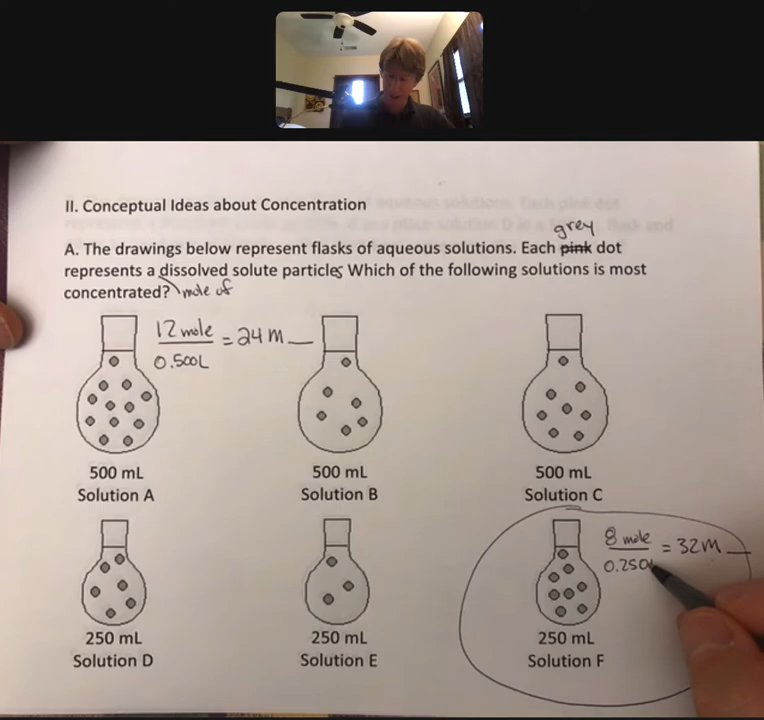 II. Conceptual Ideas about Concentration
grey
A. The drawings below represent flasks of aqueous solutions. Each pink dot
represents a dissolved solute particle; Which of the following solutions is most
concentrated? mole of
12 mole
0.500L
= 24 M
500 mL
Solution A
500 mL
Solution B
500 mL
Solution C
8 mole
0.250
= 32 M
250 mL
Solution D
250 mL
Solution E
250 mL
Solution F